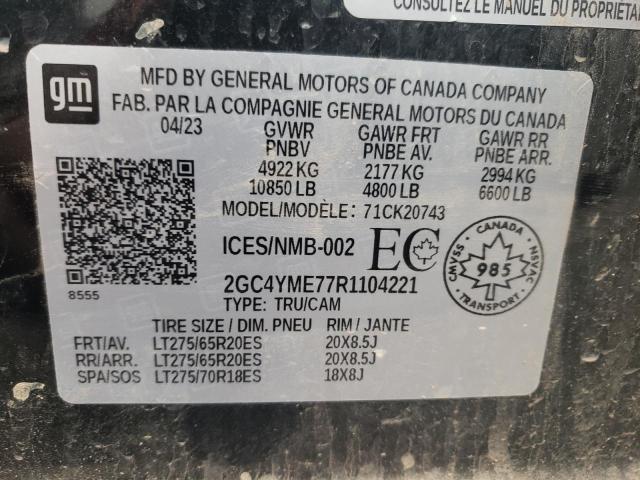 CONSULTEZ LE MANUEL DU PROPRIÉTAI
gm
MFD BY GENERAL MOTORS OF CANADA COMPANY
FAB. PAR LA COMPAGNIE GENERAL MOTORS DU CANADA
04/23 GVWR GAWR FRT GAWR RR
PNBV PNBE AV. PNBE ARR.
4922 KG 2177 KG 2994 KG
10850 LB 4800 LB 6600 LB
MODEL/MODÈLE: 71CK20743
ICES/NMB-002 EC
CANADA
CMVSS 985 NSVAC
2GC4YME77R1104221
8555
TYPE: TRU/CAM
TIRE SIZE / DIM. PNEU RIM / JANTE
FRT/AV. LT275/65R20ES 20X8.5J
RR/ARR. LT275/65R20ES 20X8.5J
SPA/SOS LT275/70R18ES 18X8J